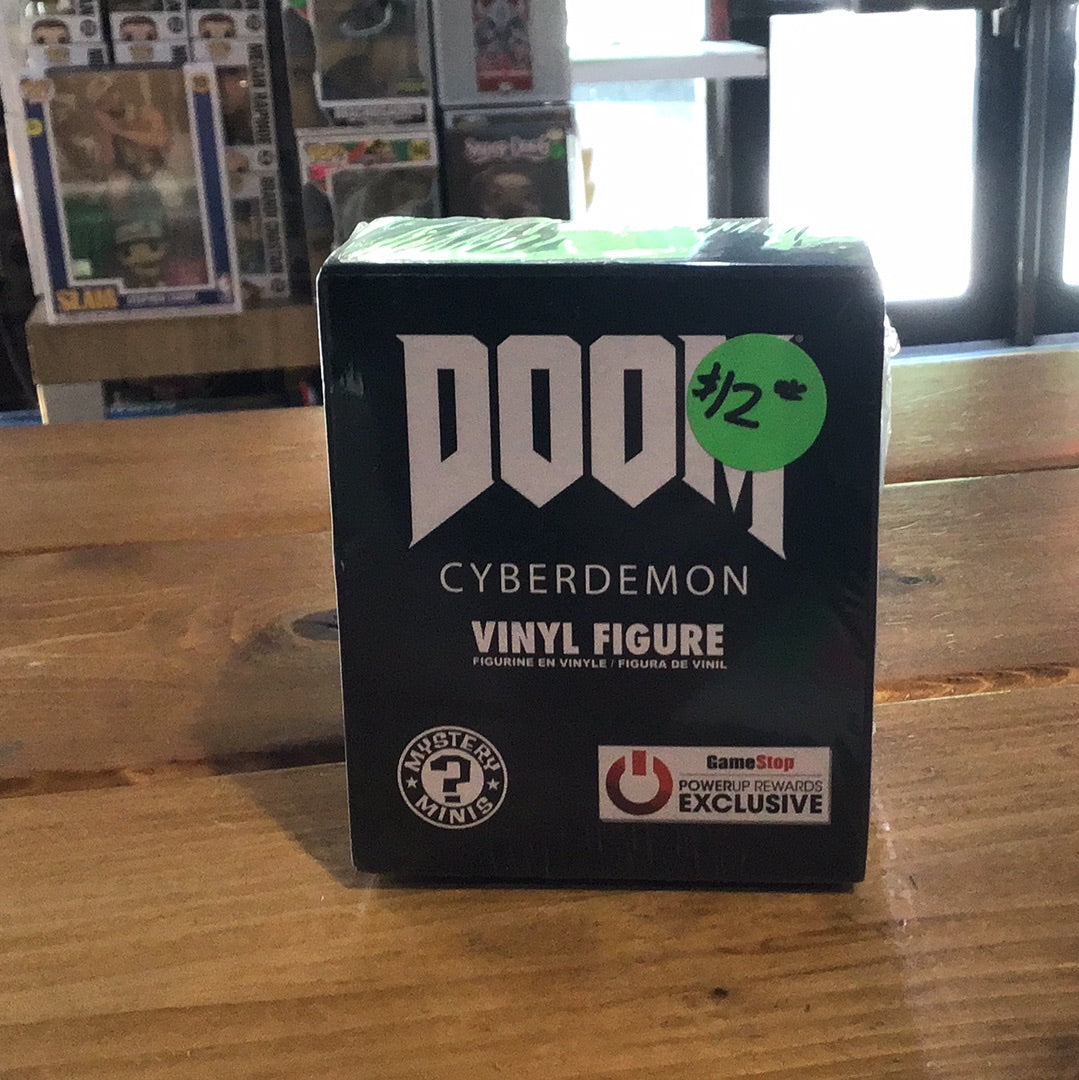 SLAM
DOOM
$12
CYBERDEMON
VINYL FIGURE
FIGURINE EN VINYLE / FIGURA DE VINIL
MYSTERY
?
MINIS
GameStop
POWERUP REWARDS
EXCLUSIVE